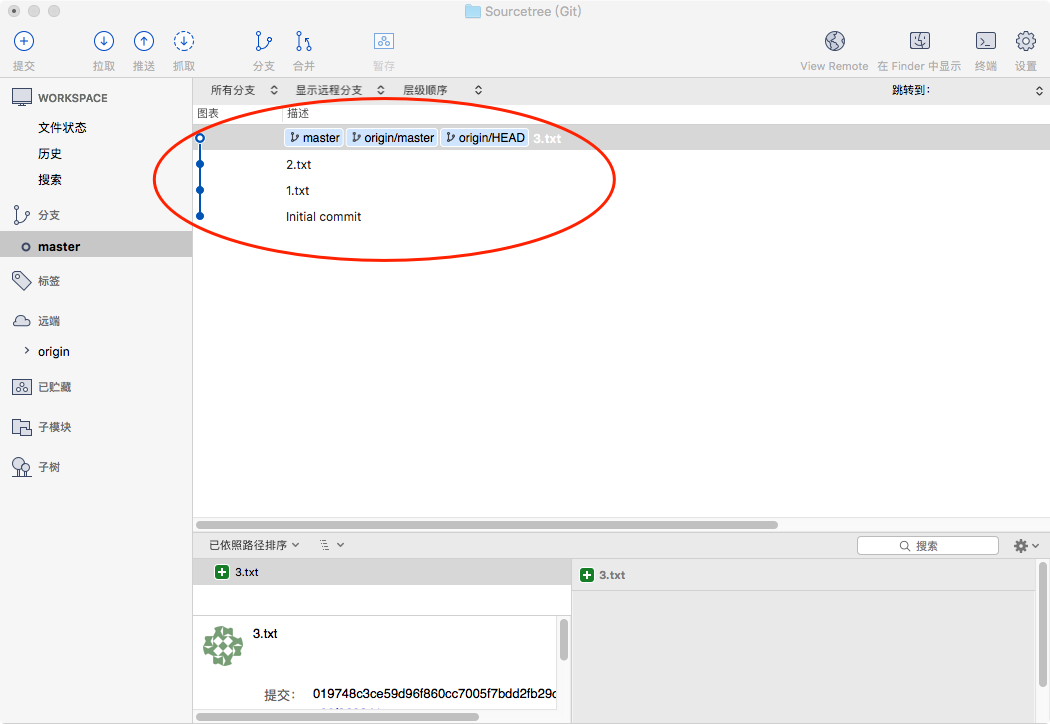 Sourcetree (Git)
提交 拉取 推送 抓取 分支 合并 暂存 View Remote 在 Finder 中显示 终端 设置
WORKSPACE
文件状态
历史
搜索
分支
master
标签
远端
origin
已贮藏
子模块
子树
所有分支 显示远程分支 层级顺序 跳转到：
图表 描述
master origin/master origin/HEAD 3.txt
2.txt
1.txt
Initial commit
已依照路径排序 搜索
3.txt
3.txt
3.txt
提交： 019748c3ce59d96f860cc7005f7bdd2fb29c